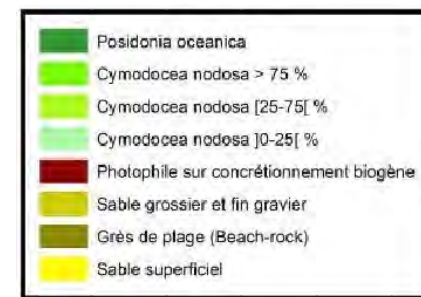 Posidonia oceanica
Cymodocea nodosa > 75 %
Cymodocea nodosa [25-75[ %
Cymodocea nodosa ]0-25[ %
Photophile sur concrétionnement biogène
Sable grossier et fin gravier
Grès de plage (Beach-rock)
Sable superficiel